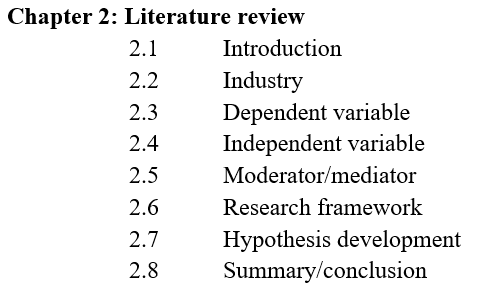 Chapter 2: Literature review
2.1 Introduction
2.2 Industry
2.3 Dependent variable
2.4 Independent variable
2.5 Moderator/mediator
2.6 Research framework
2.7 Hypothesis development
2.8 Summary/conclusion